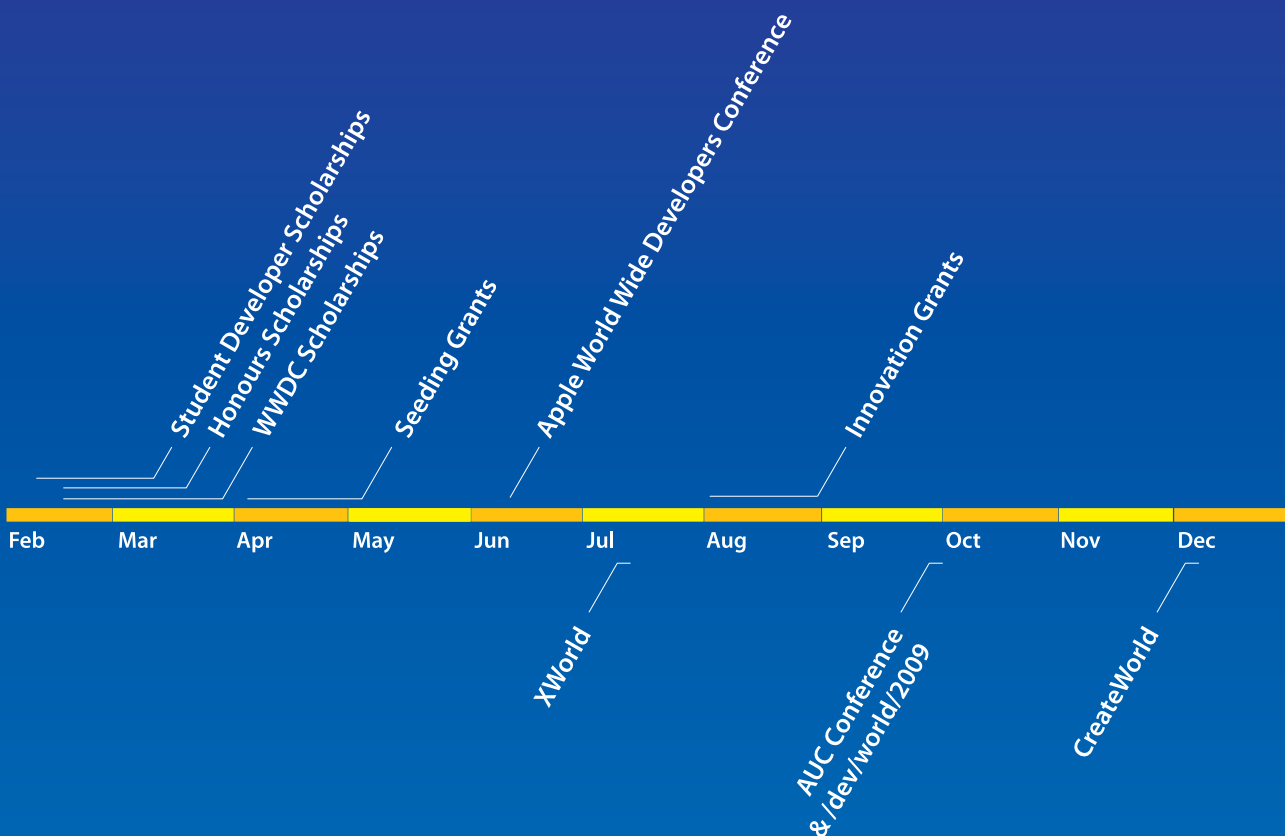 Student Developer Scholarships
Honours Scholarships
WWDC Scholarships
Seeding Grants
Apple World Wide Developers Conference
Innovation Grants
Feb
Mar
Apr
May
Jun
Jul
Aug
Sep
Oct
Nov
Dec
XWorld
AUC Conference
& /dev/world/2009
CreateWorld